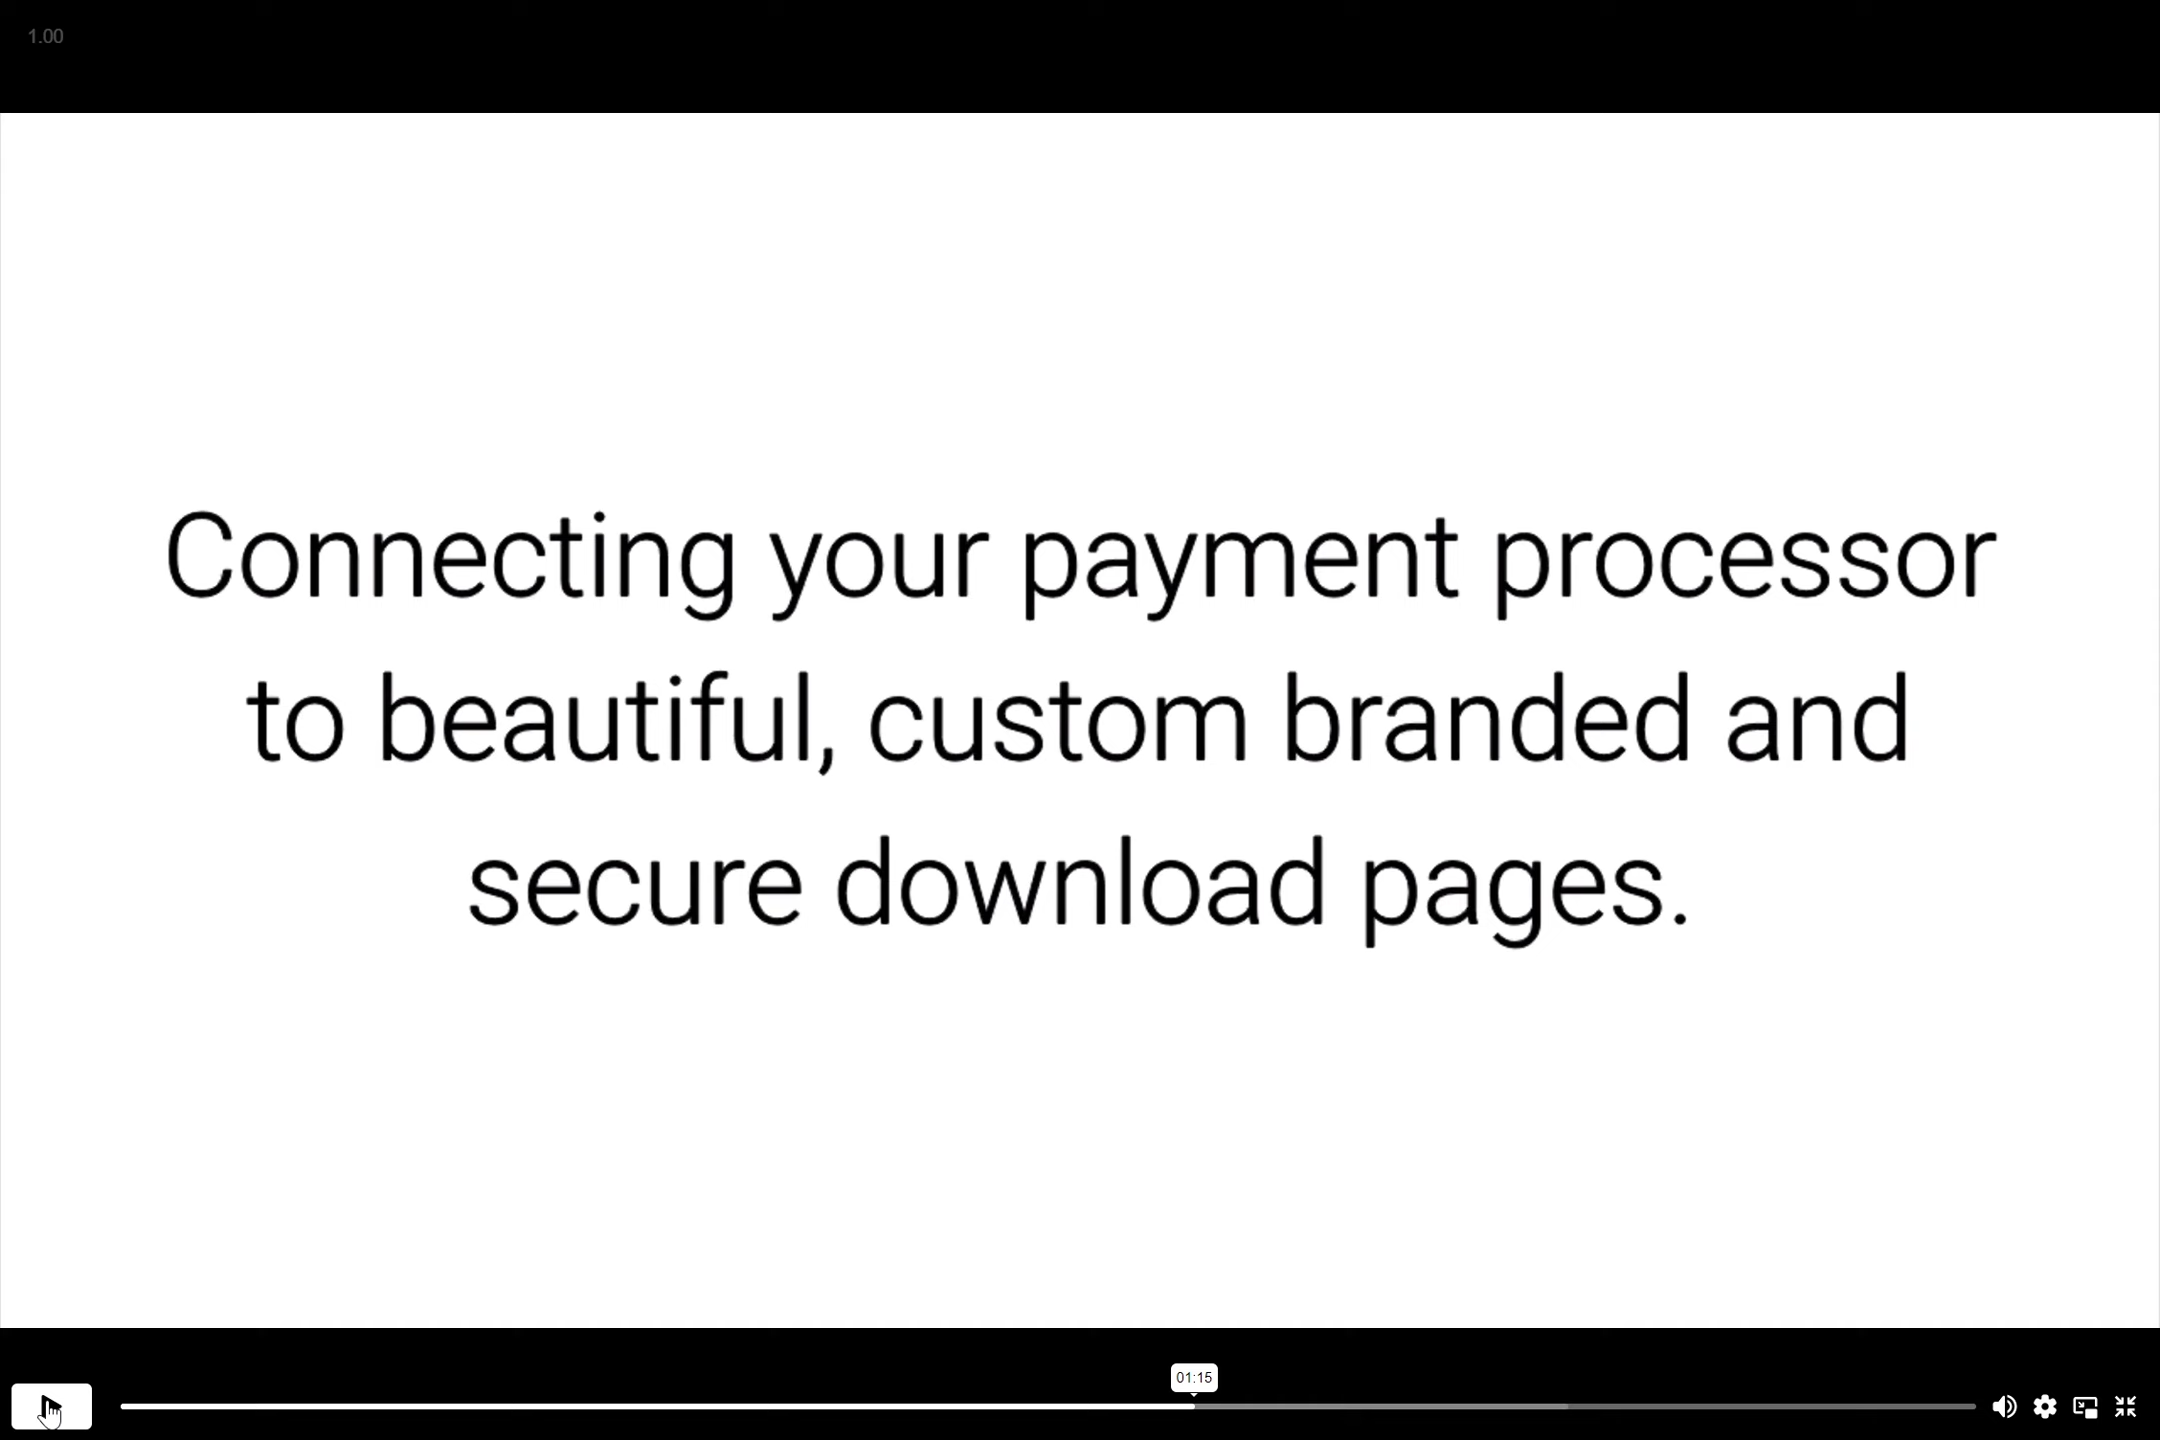 1.00
Connecting your payment processor
to beautiful, custom branded and
secure download pages.
01:15